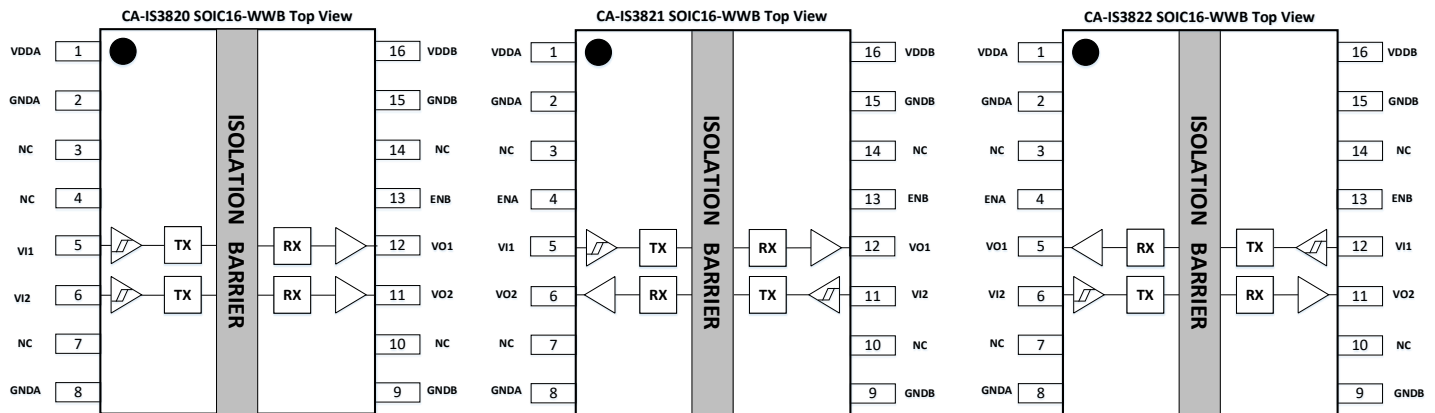 CA-IS3820 SOIC16-WWB Top View
VDDA 1 16 VDDB
GNDA 2 15 GNDB
NC 3 14 NC
NC 4 13 ENB
VI1 5 TX RX 12 VO1
VI2 6 TX RX 11 VO2
NC 7 10 NC
GNDA 8 9 GNDB
ISOLATION BARRIER
CA-IS3821 SOIC16-WWB Top View
VDDA 1 16 VDDB
GNDA 2 15 GNDB
NC 3 14 NC
ENA 4 13 ENB
VI1 5 TX RX 12 VO1
VO2 6 RX TX 11 VI2
NC 7 10 NC
GNDA 8 9 GNDB
ISOLATION BARRIER
CA-IS3822 SOIC16-WWB Top View
VDDA 1 16 VDDB
GNDA 2 15 GNDB
NC 3 14 NC
ENA 4 13 ENB
VO1 5 RX TX 12 VI1
VI2 6 TX RX 11 VO2
NC 7 10 NC
GNDA 8 9 GNDB
ISOLATION BARRIER